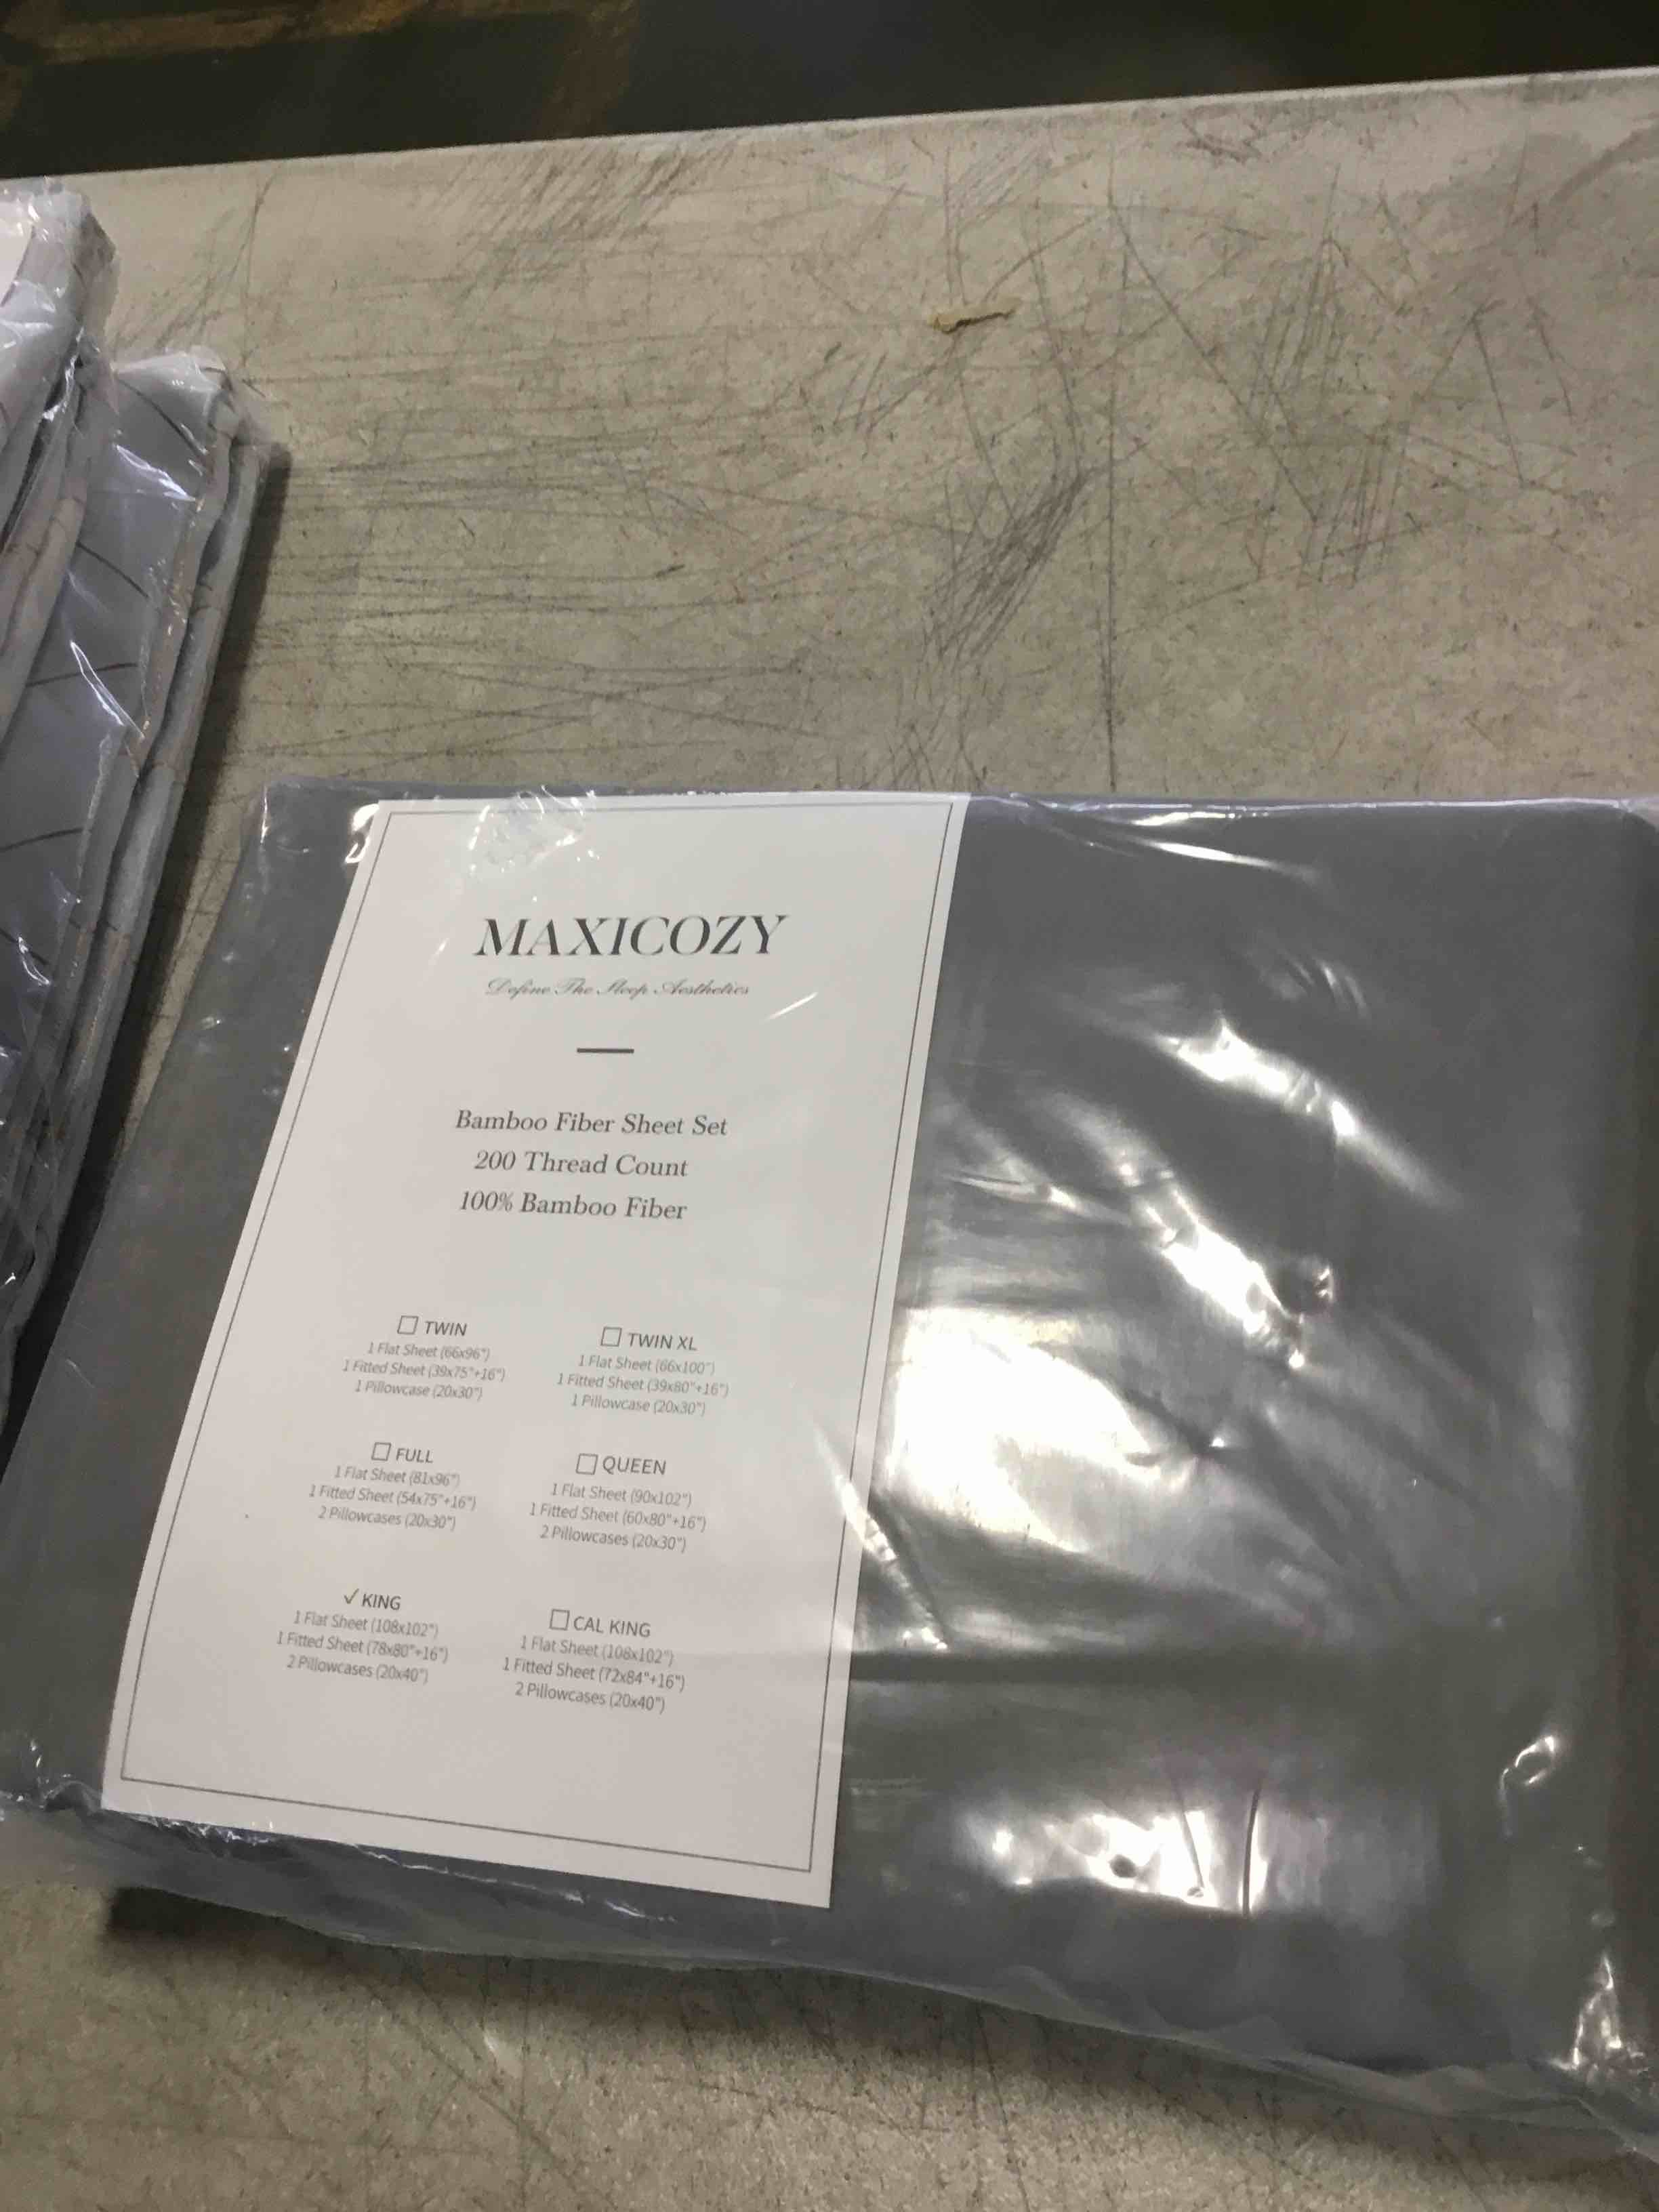 MAXICOZY
Define The Sleep Aesthetics
Bamboo Fiber Sheet Set
200 Thread Count
100% Bamboo Fiber
☐ TWIN
1 Flat Sheet (66x96")
1 Fitted Sheet (39x75"+16")
1 Pillowcase (20x30")
☐ TWIN XL
1 Flat Sheet (66x100")
1 Fitted Sheet (39x80"+16")
1 Pillowcase (20x30")
☐ FULL
1 Flat Sheet (81x96")
1 Fitted Sheet (54x75"+16")
2 Pillowcases (20x30")
☐ QUEEN
1 Flat Sheet (90x102")
1 Fitted Sheet (60x80"+16")
2 Pillowcases (20x30")
✓ KING
1 Flat Sheet (108x102")
1 Fitted Sheet (78x80"+16")
2 Pillowcases (20x40")
☐ CAL KING
1 Flat Sheet (108x102")
1 Fitted Sheet (72x84"+16")
2 Pillowcases (20x40")